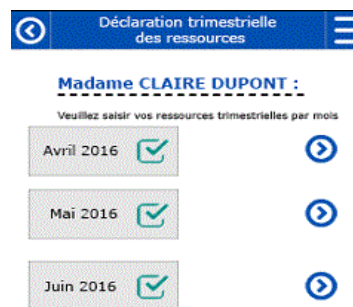 Déclaration trimestrielle
des ressources
Madame CLAIRE DUPONT :
Veuillez saisir vos ressources trimestrielles par mois
Avril 2016
Mai 2016
Juin 2016